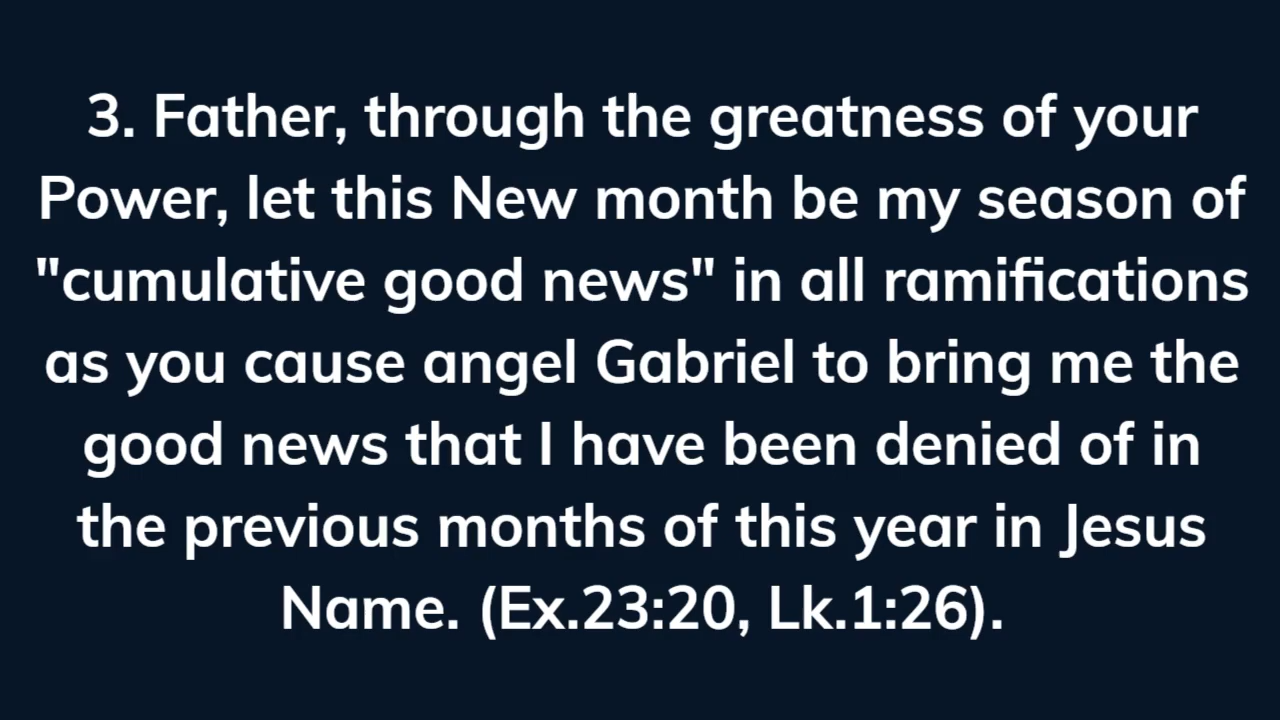 3. Father, through the greatness of your
Power, let this New month be my season of
"cumulative good news" in all ramifications
as you cause angel Gabriel to bring me the
good news that I have been denied of in
the previous months of this year in Jesus
Name. (Ex.23:20, Lk.1:26).